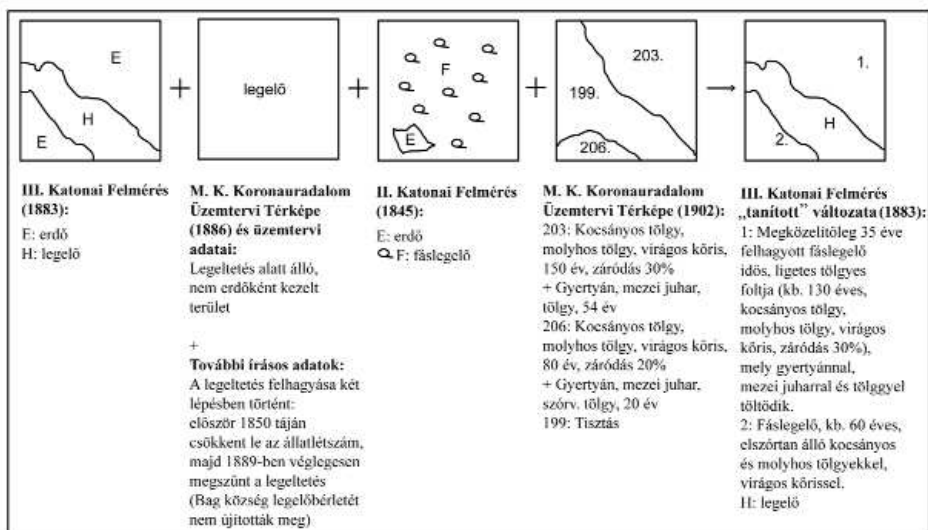 E
H
E
+
legelő
+
F
E
+
203.
199.
206.
1.
H
2.
III. Katonai Felmérés
(1883):
E: erdő
H: legelő
M. K. Koronauradalom
Üzemtervi Térképe
(1886) és üzemtervi
adatai:
Legeltetés alatt álló,
nem erdőként kezelt
terület
+
További írásos adatok:
A legeltetés felhagyása két
lépésben történt:
először 1850 táján
csökkent le az állatlétszám,
majd 1889-ben véglegesen
megszűnt a legeltetés
(Bag község legelőbérletét
nem újították meg)
II. Katonai Felmérés
(1845):
E: erdő
F: fáslegelő
M. K. Koronauradalom
Üzemtervi Térképe (1902):
203: Kocsányos tölgy,
molyhos tölgy, virágos kőris,
150 év, záródás 30%
+ Gyertyán, mezei juhar,
tölgy, 54 év
206: Kocsányos tölgy,
molyhos tölgy, virágos kőris,
80 év, záródás 20%
+ Gyertyán, mezei juhar,
szórv. tölgy, 20 év
199: Tisztás
III. Katonai Felmérés
„tanított” változata (1883):
1: Megközelítőleg 35 éve
felhagyott fáslegelő
idős, ligetes tölgyes
foltja (kb. 130 éves,
kocsányos tölgy,
molyhos tölgy, virágos
kőris, záródás 30%),
mely gyertyánnal,
mezei juharral és tölggyel
töltődik.
2: Fáslegelő, kb. 60 éves,
elszórtan álló kocsányos
és molyhos tölgyekkel,
virágos kőrissel.
H: legelő